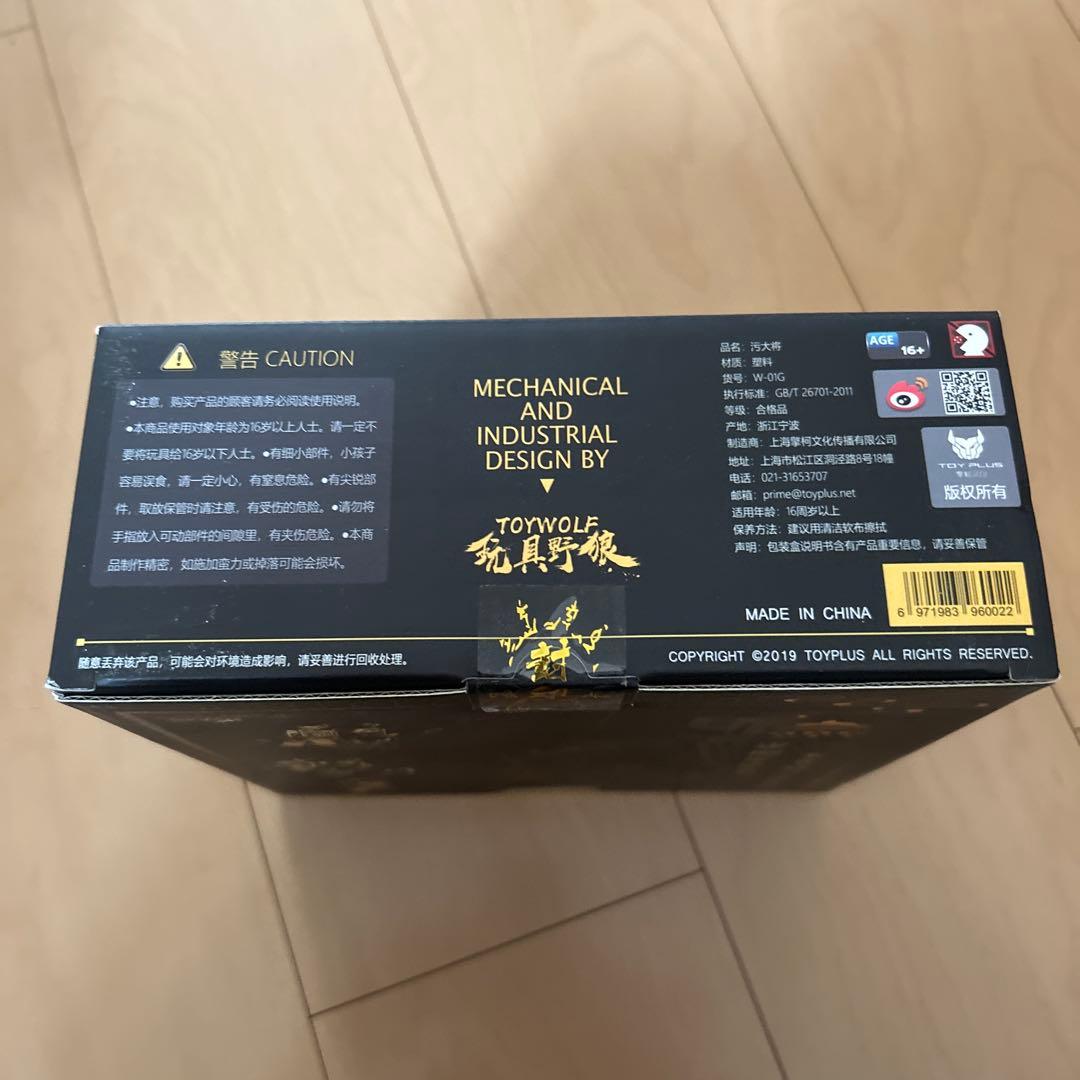 警告 CAUTION
●注意，购买产品的顾客请务必阅读使用说明。
●本商品使用对象年龄为16岁以上人士。请一定不
要将玩具给16岁以下人士。●有细小部件，小孩子
容易误食，请一定小心，有窒息危险。●有尖锐部
件，取放保管时请注意，有受伤的危险。●请勿将
手指放入可动部件的间隙里，有夹伤危险。●本商
品制作精密，如施加蛮力或掉落可能会损坏。
MECHANICAL
AND
INDUSTRIAL
DESIGN BY
TOYWOLF
玩具野狼
封
品名：污大将
材质：塑料
货号：W-01G
执行标准：GB/T 26701-2011
等级：合格品
产地：浙江宁波
制造商：上海擎柯文化传播有限公司
地址：上海市松江区洞泾路8号18幢
电话：021-31653707
邮箱：prime@toyplus.net
适用年龄：16周岁以上
保养方法：建议用清洁软布擦拭
声明：包装盒说明书含有产品重要信息，请妥善保管
AGE
16+
TOY PLUS
版权所有
MADE IN CHINA
6 971983 960022
随意丢弃该产品，可能会对环境造成影响，请妥善进行回收处理。
COPYRIGHT ©2019 TOYPLUS ALL RIGHTS RESERVED.